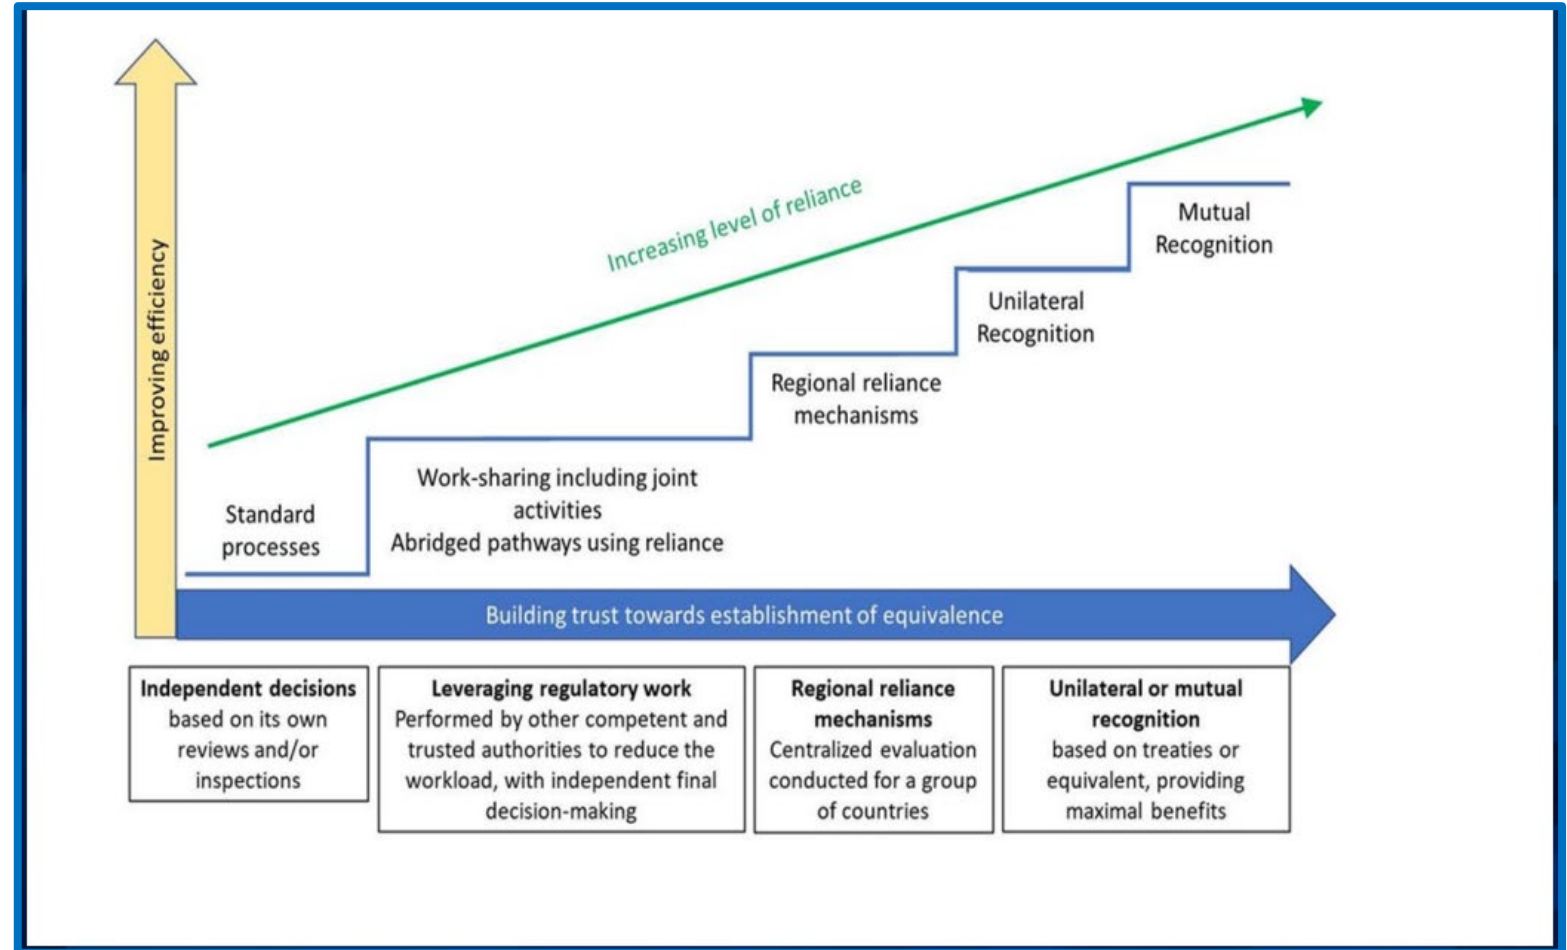 Improving efficiency
Increasing level of reliance
Mutual
Recognition
Unilateral
Recognition
Regional reliance
mechanisms
Work-sharing including joint
activities
Abridged pathways using reliance
Standard
processes
Building trust towards establishment of equivalence
Independent decisions
based on its own
reviews and/or
inspections
Leveraging regulatory work
Performed by other competent and
trusted authorities to reduce the
workload, with independent final
decision-making
Regional reliance
mechanisms
Centralized evaluation
conducted for a group
of countries
Unilateral or mutual
recognition
based on treaties or
equivalent, providing
maximal benefits